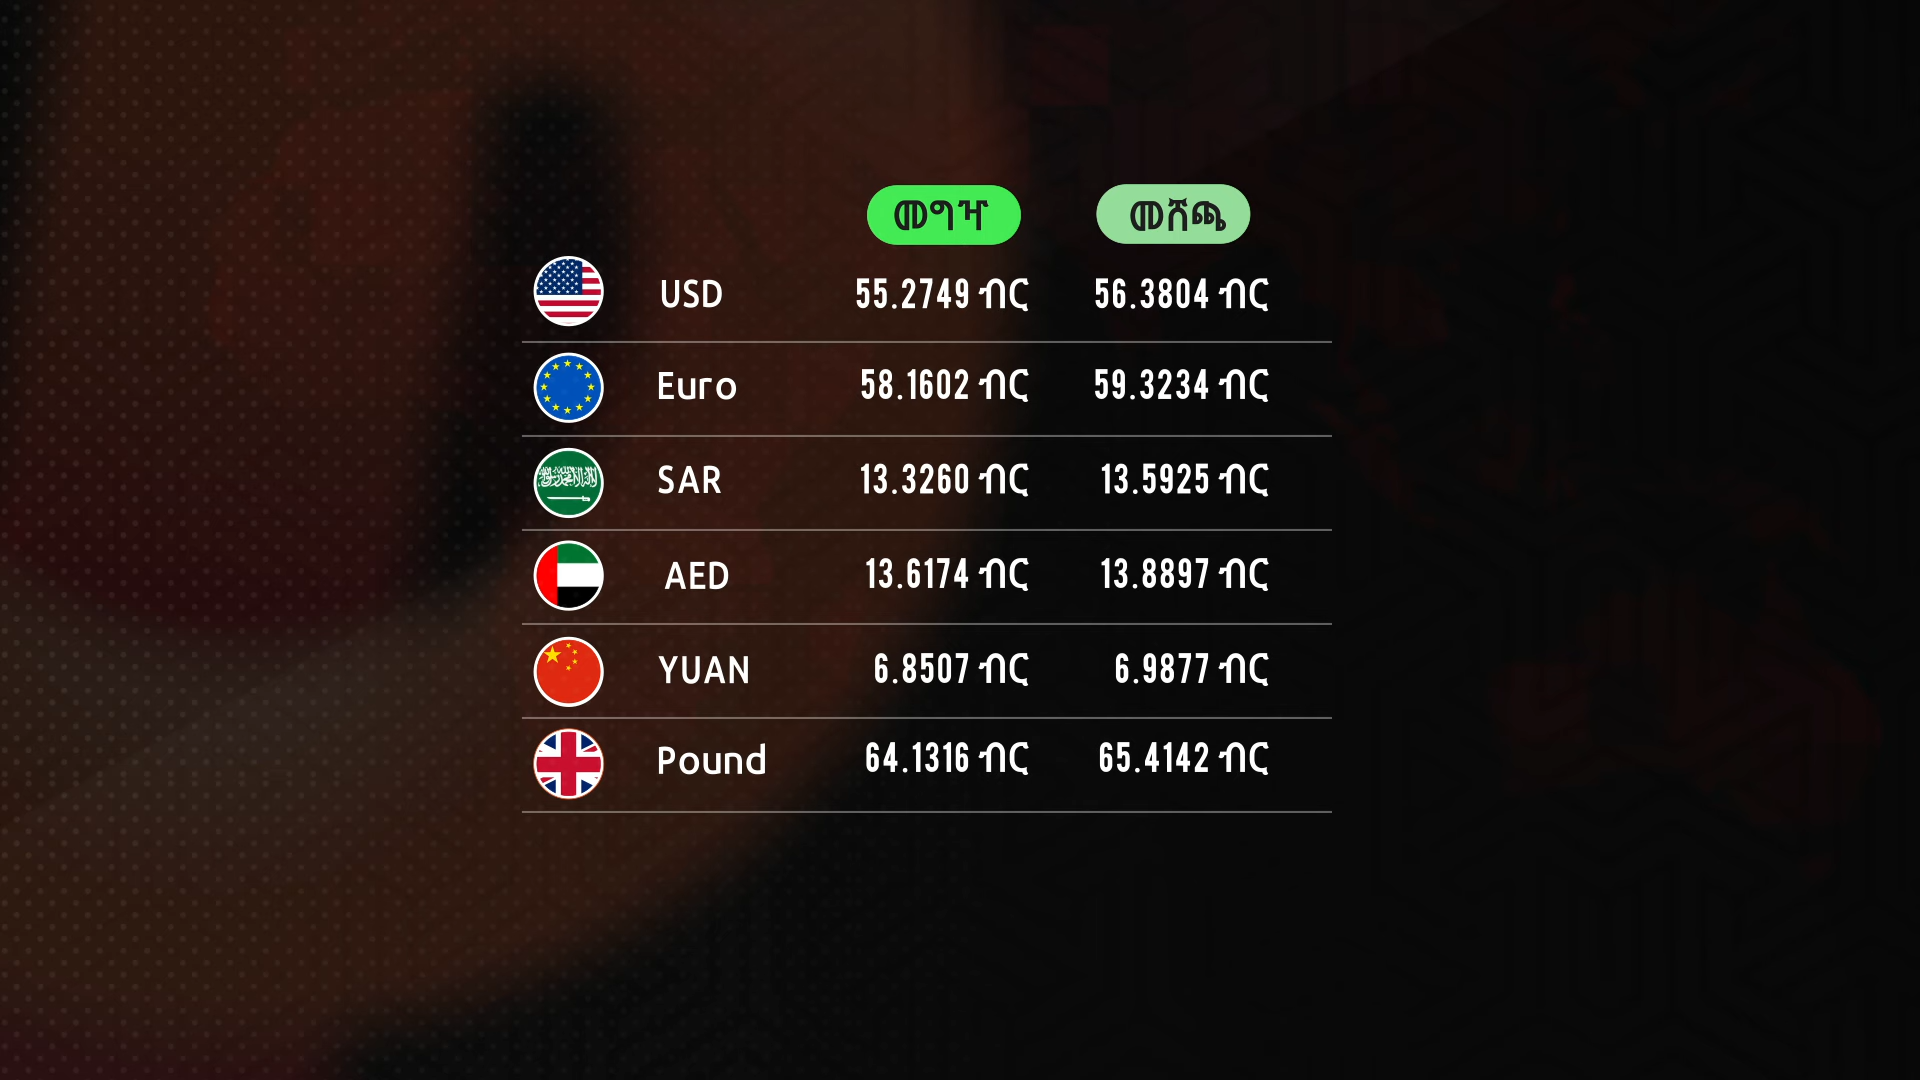 መግዣ መሸጫ
USD 55.2749 ብር 56.3804 ብር
Euro 58.1602 ብር 59.3234 ብር
SAR 13.3260 ብር 13.5925 ብር
AED 13.6174 ብር 13.8897 ብር
YUAN 6.8507 ብር 6.9877 ብር
Pound 64.1316 ብር 65.4142 ብር